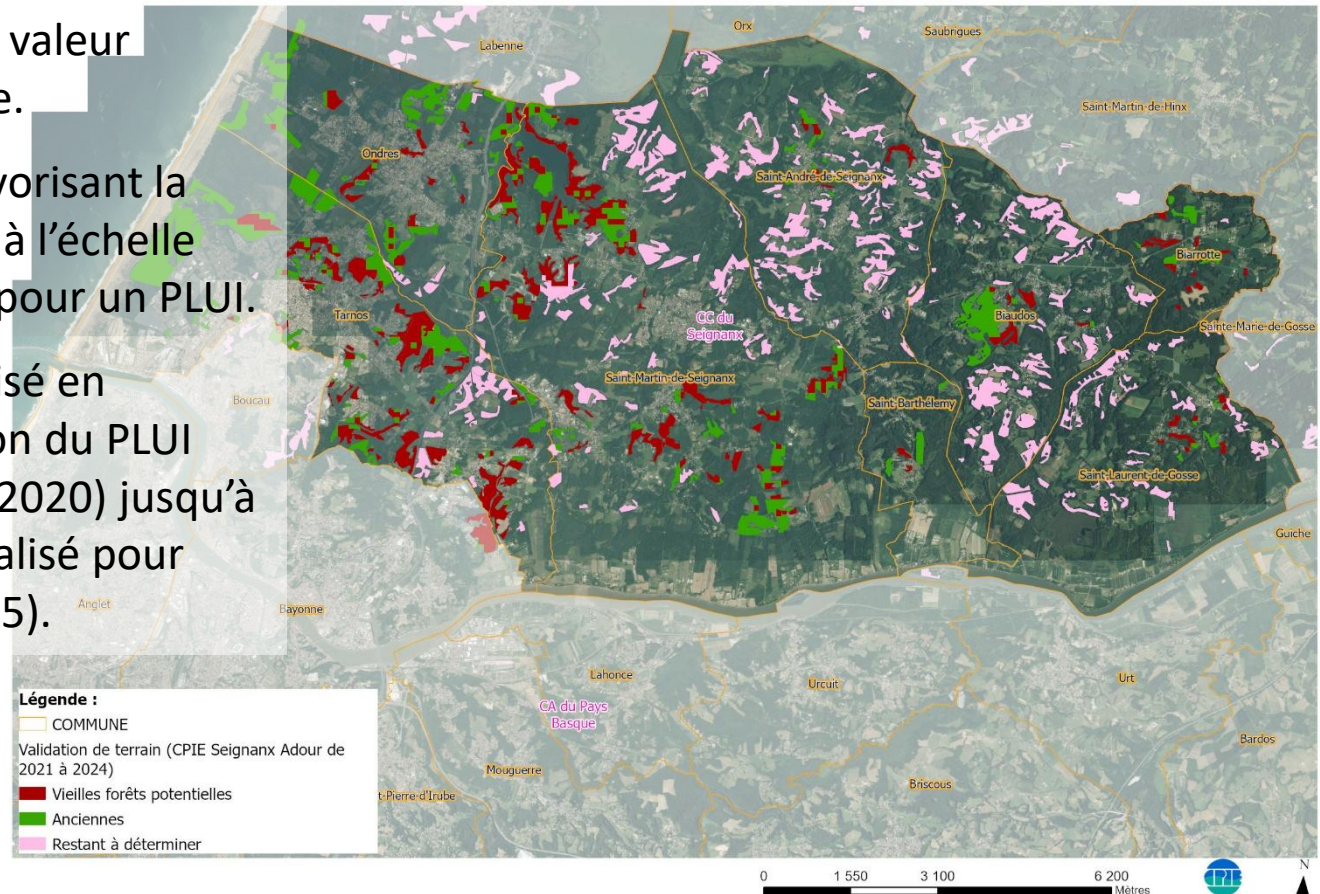 valeur
e.
vorisant la
à l'échelle
pour un PLUI.
isé en
on du PLUI
2020) jusqu'à
alisé pour
5).
Orx
Labenne
Saubrigues
Saint-Martin-de-Hinx
Ondres
Saint-André-de-Seignanx
Biarrotte
Tarnos
CC du
Seignanx
Biaudos
Sainte-Marie-de-Gosse
Boucau
Saint-Martin-de-Seignanx
Saint-Barthélemy
Saint-Laurent-de-Gosse
Guiche
Anglet
Bayonne
Lahonce
Urcuit
Urt
CA du Pays
Basque
Bardos
Mouguerre
t-Pierre-d'Irube
Briscous
Légende :
COMMUNE
Validation de terrain (CPIE Seignanx Adour de
2021 à 2024)
Vieilles forêts potentielles
Anciennes
Restant à déterminer
0 1 550 3 100 6 200
Mètres
CPIE
N